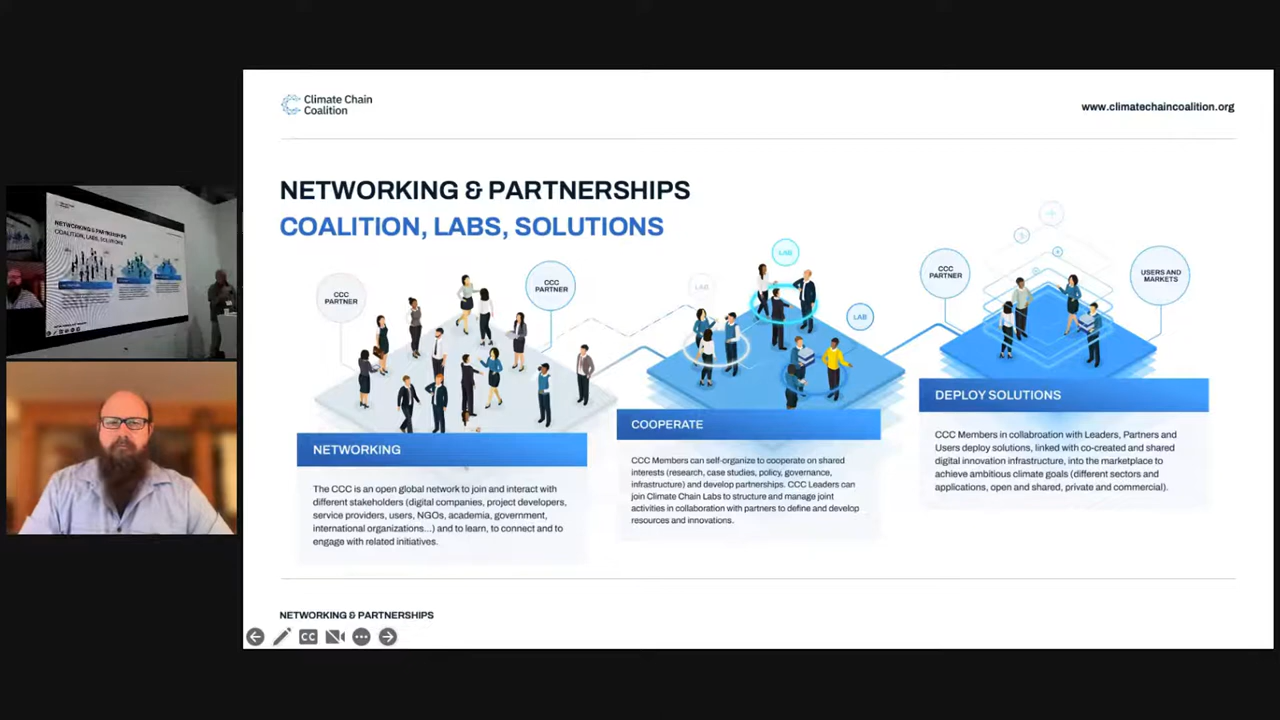 Climate Chain
Coalition
www.climatechaincoalition.org
NETWORKING & PARTNERSHIPS
COALITION, LABS, SOLUTIONS
CCC
PARTNER
CCC
PARTNER
LAB
LAB
LAB
CCC
PARTNER
USERS AND
MARKETS
NETWORKING
The CCC is an open global network to join and interact with
different stakeholders (digital companies, project developers,
service providers, users, NGOs, academia, government,
international organizations...) and to learn, to connect and to
engage with related initiatives.
COOPERATE
CCC Members can self-organize to cooperate on shared
interests (research, case studies, policy, governance,
infrastructure) and develop partnerships. CCC Leaders can
join Climate Chain Labs to structure and manage joint
activities in collaboration with partners to define and develop
resources and innovations.
DEPLOY SOLUTIONS
CCC Members in collabroation with Leaders, Partners and
Users deploy solutions, linked with co-created and shared
digital innovation infrastructure, into the marketplace to
achieve ambitious climate goals (different sectors and
applications, open and shared, private and commercial).
NETWORKING & PARTNERSHIPS
CC
NETWORKING & PARTNERSHIPS
COALITION, LABS, SOLUTIONS